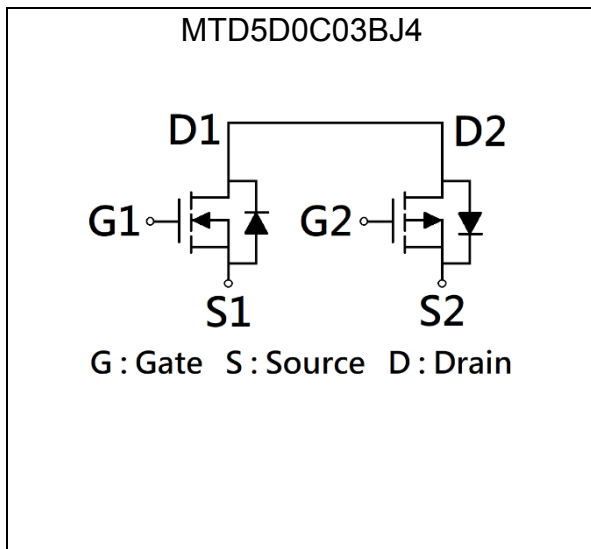 MTD5D0C03BJ4
D1 D2
G1 G2
S1 S2
G : Gate S : Source D : Drain